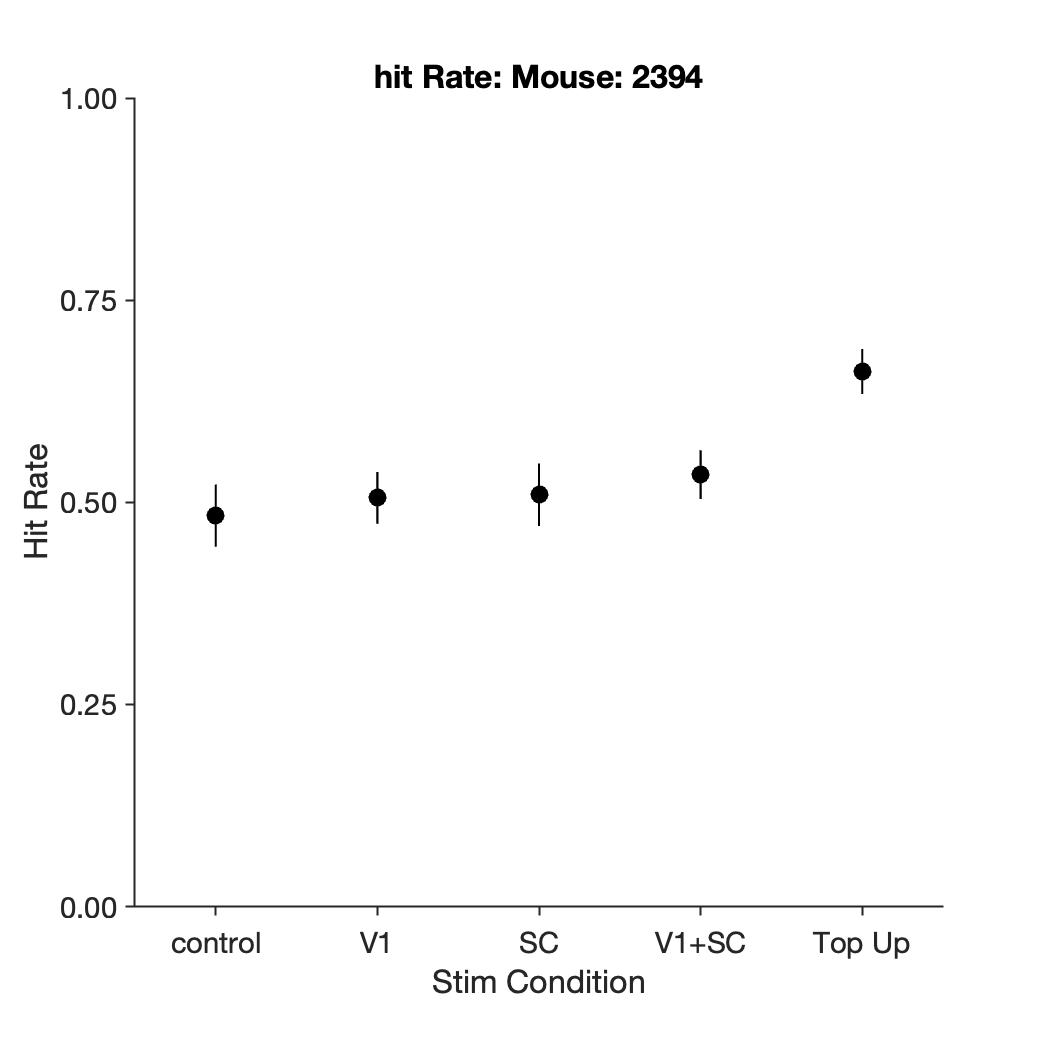 hit Rate: Mouse: 2394
1.00
0.75
0.50
0.25
0.00
Hit Rate
control V1 SC V1+SC Top Up
Stim Condition